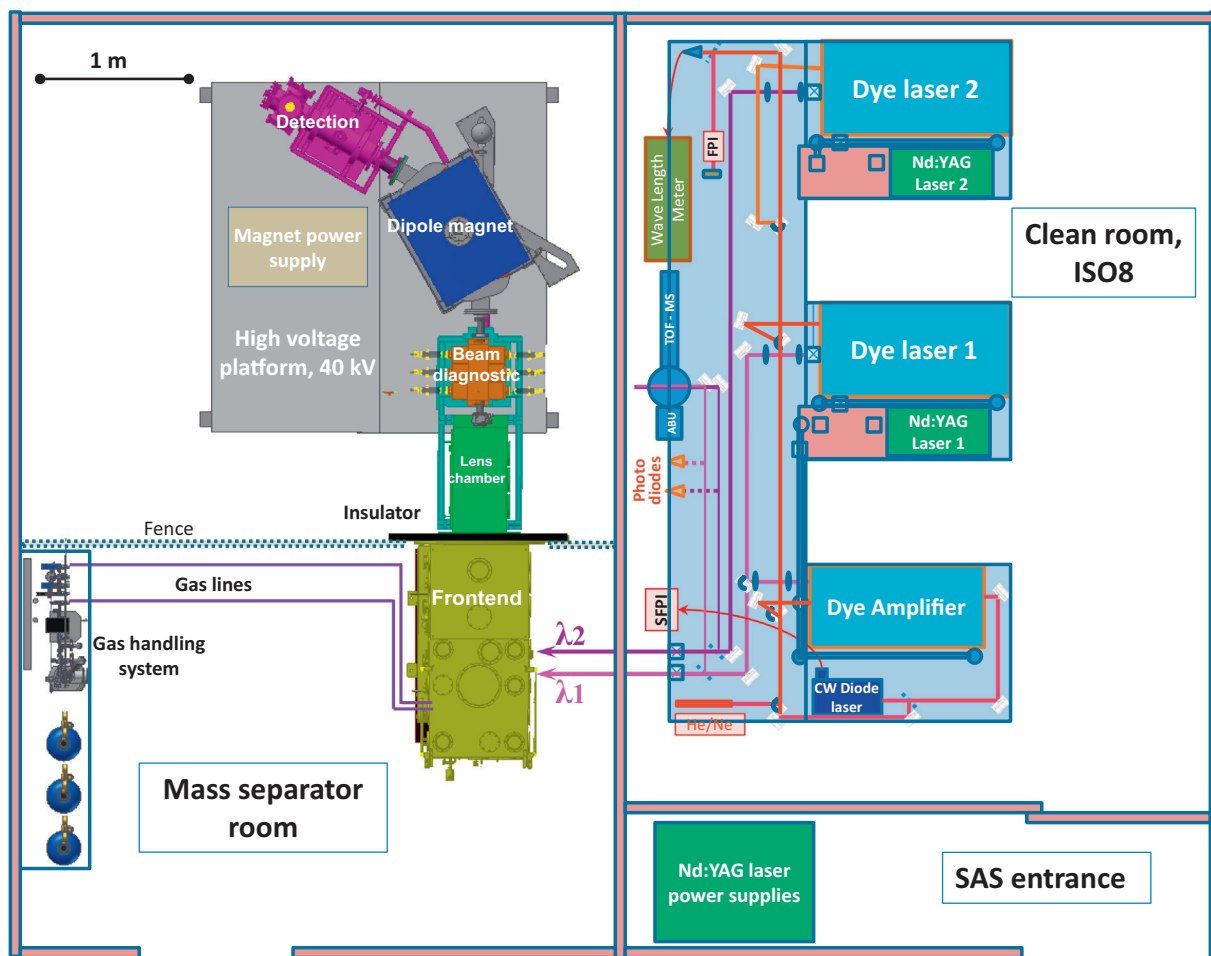 1 m
Detection
Dipole magnet
Magnet power
supply
High voltage
platform, 40 kV
Beam
diagnostic
Lens
chamber
Insulator
Fence
Gas lines
Frontend
Gas handling
system
λ2
λ1
Mass separator
room
Dye laser 2
Nd:YAG
Laser 2
FPI
Wave Length
Meter
Clean room,
ISO8
TOF - MS
Dye laser 1
Nd:YAG
Laser 1
ABU
Photo
diodes
SFPI
Dye Amplifier
CW Diode
laser
He/Ne
Nd:YAG laser
power supplies
SAS entrance